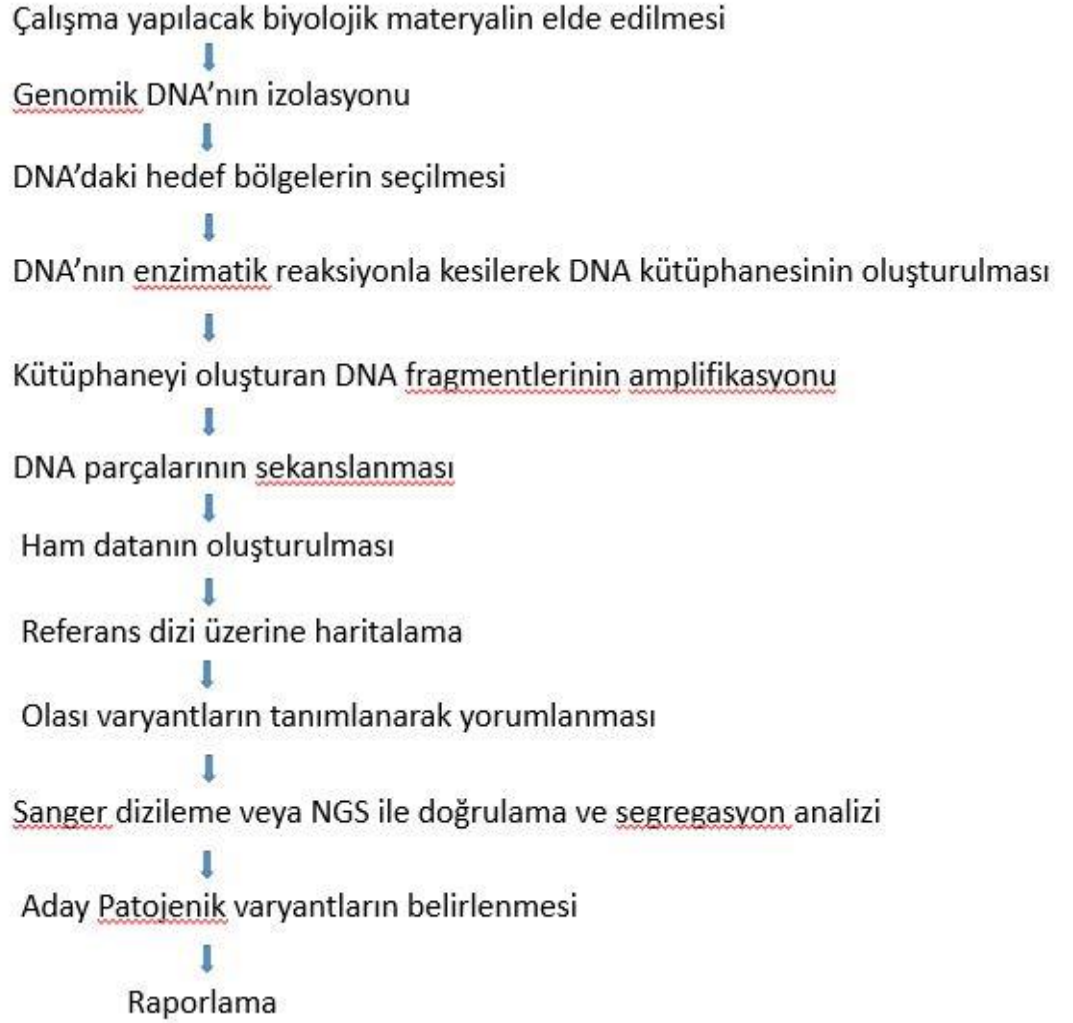 Çalışma yapılacak biyolojik materyalin elde edilmesi
Genomik DNA’nın izolasyonu
DNA’daki hedef bölgelerin seçilmesi
DNA’nın enzimatik reaksiyonla kesilerek DNA kütüphanesinin oluşturulması
Kütüphaneyi oluşturan DNA fragmentlerinin amplifikasyonu
DNA parçalarının sekanslanması
Ham datanın oluşturulması
Referans dizi üzerine haritalama
Olası varyantların tanımlanarak yorumlanması
Sanger dizileme veya NGS ile doğrulama ve segregasyon analizi
Aday Patojenik varyantların belirlenmesi
Raporlama